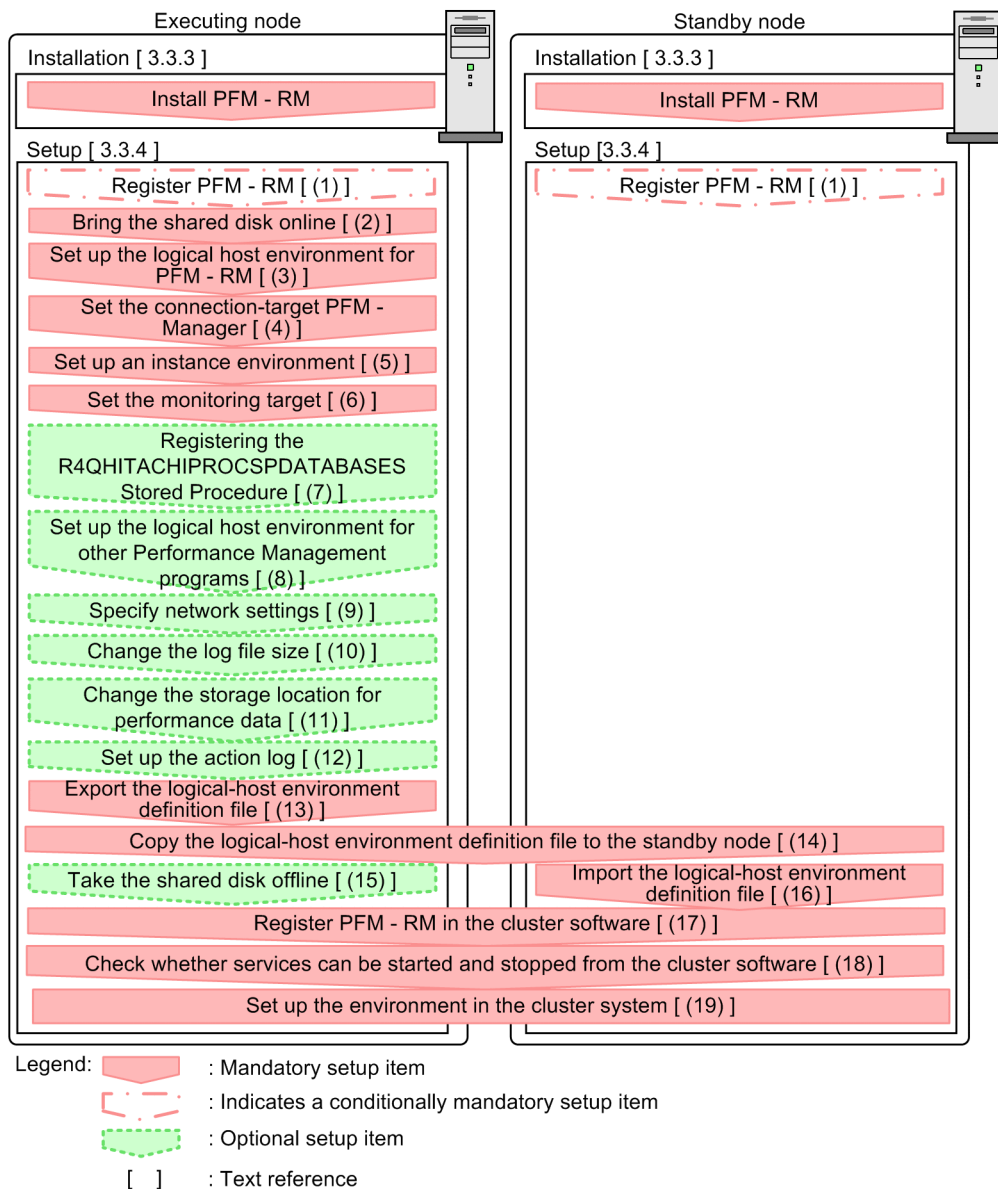 Executing node
Standby node
Installation [ 3.3.3 ]
Installation [ 3.3.3 ]
Install PFM - RM
Install PFM - RM
Setup [ 3.3.4 ]
Setup [3.3.4 ]
Register PFM - RM [ (1) ]
Register PFM - RM [ (1) ]
Bring the shared disk online [ (2) ]
Set up the logical host environment for
PFM - RM [ (3) ]
Set the connection-target PFM -
Manager [ (4) ]
Set up an instance environment [ (5) ]
Set the monitoring target [ (6) ]
Registering the
R4QHITACHIPROCSPDATABASES
Stored Procedure [ (7) ]
Set up the logical host environment for
other Performance Management
programs [ (8) ]
Specify network settings [ (9) ]
Change the log file size [ (10) ]
Change the storage location for
performance data [ (11) ]
Set up the action log [ (12) ]
Export the logical-host environment
definition file [ (13) ]
Copy the logical-host environment definition file to the standby node [ (14) ]
Take the shared disk offline [ (15) ]
Import the logical-host environment
definition file [ (16) ]
Register PFM - RM in the cluster software [ (17) ]
Check whether services can be started and stopped from the cluster software [ (18) ]
Set up the environment in the cluster system [ (19) ]
Legend:
: Mandatory setup item
: Indicates a conditionally mandatory setup item
: Optional setup item
[ ] : Text reference